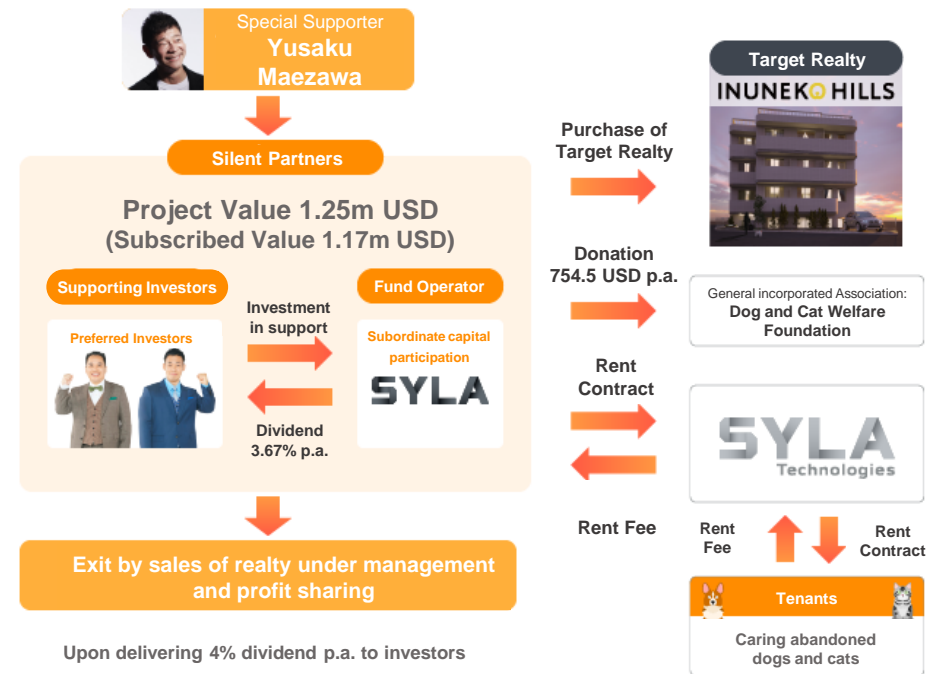 Special Supporter
Yusaku
Maezawa
Silent Partners
Project Value 1.25m USD
(Subscribed Value 1.17m USD)
Supporting Investors
Preferred Investors
Investment
in support
Dividend
3.67% p.a.
Fund Operator
Subordinate capital
participation
SYLA
Exit by sales of realty under management
and profit sharing
Upon delivering 4% dividend p.a. to investors
Purchase of
Target Realty
Target Realty
INUNEKO HILLS
Donation
754.5 USD p.a.
General incorporated Association:
Dog and Cat Welfare
Foundation
Rent
Contract
Rent Fee
SYLA
Technologies
Rent
Fee
Rent
Contract
Tenants
Caring abandoned
dogs and cats